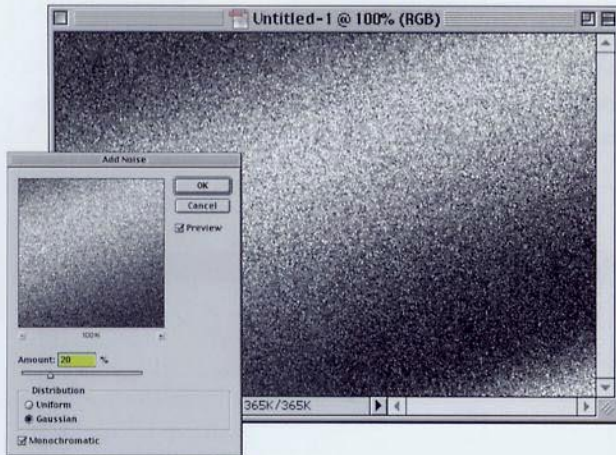 Untitled-1 @ 100% (RGB)
Add Noise
OK
Cancel
Preview
100%
Amount: 20 %
Distribution
Uniform
Gaussian
Monochromatic
365K/365K